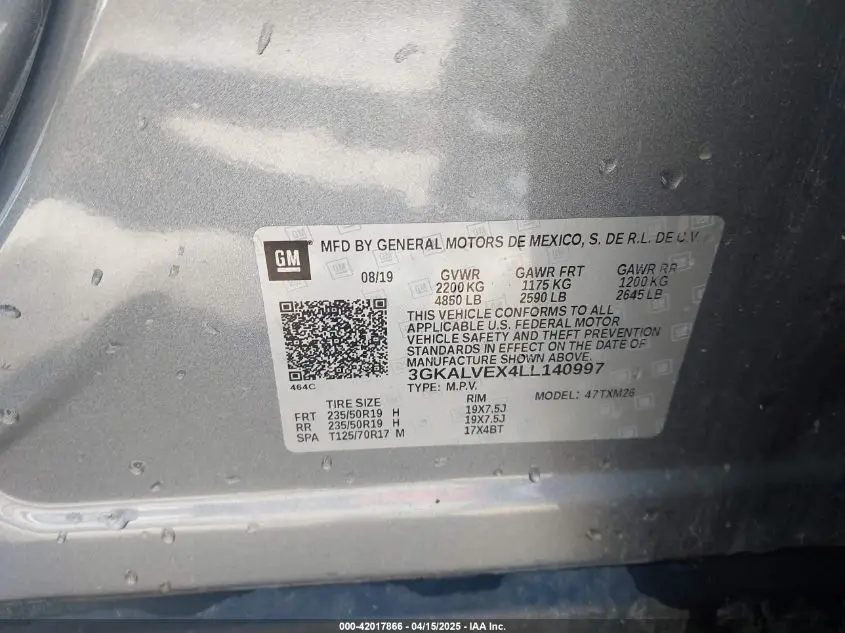 GM
MFD BY GENERAL MOTORS DE MEXICO, S. DE R.L. DE C.V
08/19 GVWR GAWR FRT GAWR RR
2200 KG 1175 KG 1200 KG
4850 LB 2590 LB 2645 LB
THIS VEHICLE CONFORMS TO ALL
APPLICABLE U.S. FEDERAL MOTOR
VEHICLE SAFETY AND THEFT PREVENTION
STANDARDS IN EFFECT ON THE DATE OF
MANUFACTURE SHOWN ABOVE.
3GKALVEX4LL140997
464C
TYPE: M.P.V. MODEL: 47TXM26
TIRE SIZE RIM
FRT 235/50R19 H 19X7.5J
RR 235/50R19 H 19X7.5J
SPA T125/70R17 M 17X4BT
000-42017866 - 04/15/2025 - IAA Inc.